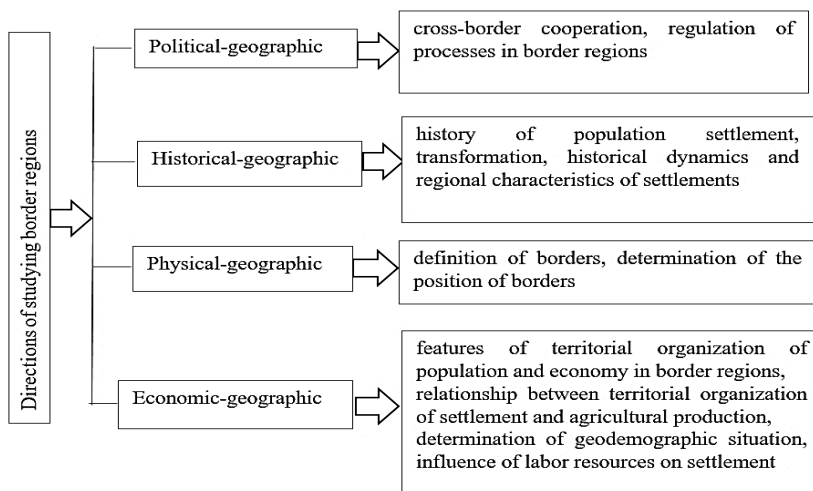 Directions of studying border regions
Political-geographic
cross-border cooperation, regulation of
processes in border regions
Historical-geographic
history of population settlement,
transformation, historical dynamics and
regional characteristics of settlements
Physical-geographic
definition of borders, determination of the
position of borders
Economic-geographic
features of territorial organization of
population and economy in border regions,
relationship between territorial organization
of settlement and agricultural production,
determination of geodemographic situation,
influence of labor resources on settlement